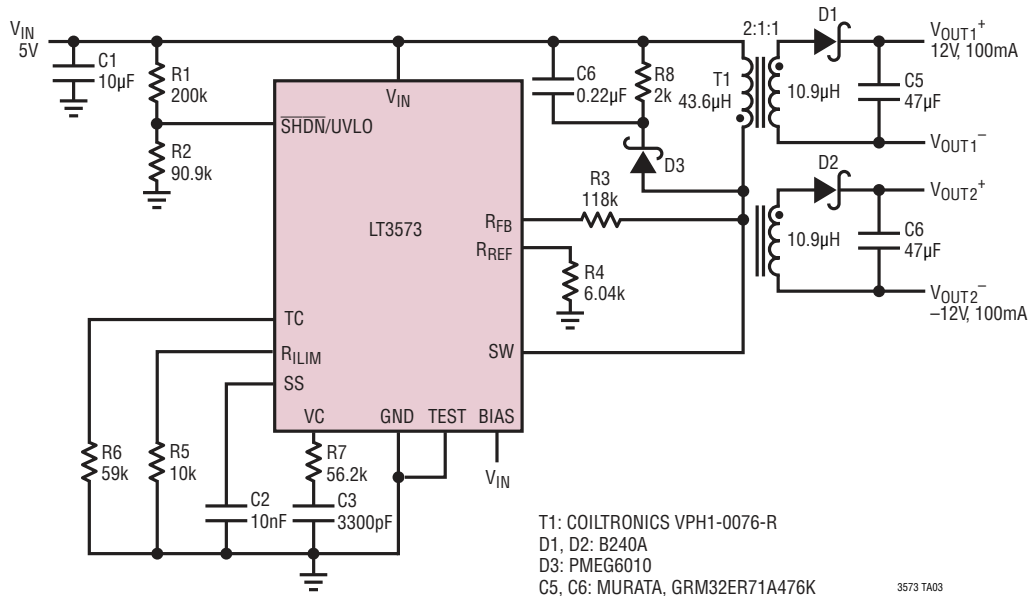 VIN
5V
C1
10µF
R1
200k
R2
90.9k
VIN
SHDN/UVLO
LT3573
RFB
RREF
TC
RILIM
SS
SW
VC
GND
TEST
BIAS
VIN
C6
0.22µF
R8
2k
D3
R3
118k
R4
6.04k
T1
43.6µH
2:1:1
10.9µH
D1
C5
47µF
VOUT1+
12V, 100mA
VOUT1–
10.9µH
D2
C6
47µF
VOUT2+
VOUT2–
–12V, 100mA
R6
59k
R5
10k
C2
10nF
R7
56.2k
C3
3300pF
T1: COILTRONICS VPH1-0076-R
D1, D2: B240A
D3: PMEG6010
C5, C6: MURATA, GRM32ER71A476K
3573 TA03